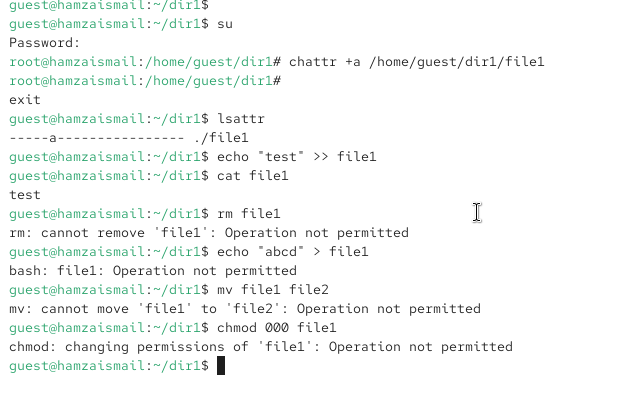 guest@hamzaismail:~/dir1$
guest@hamzaismail:~/dir1$ su
Password:
root@hamzaismail:/home/guest/dir1# chattr +a /home/guest/dir1/file1
root@hamzaismail:/home/guest/dir1#
exit
guest@hamzaismail:~/dir1$ lsattr
-----a---------------- ./file1
guest@hamzaismail:~/dir1$ echo "test" >> file1
guest@hamzaismail:~/dir1$ cat file1
test
guest@hamzaismail:~/dir1$ rm file1
rm: cannot remove 'file1': Operation not permitted
guest@hamzaismail:~/dir1$ echo "abcd" > file1
bash: file1: Operation not permitted
guest@hamzaismail:~/dir1$ mv file1 file2
mv: cannot move 'file1' to 'file2': Operation not permitted
guest@hamzaismail:~/dir1$ chmod 000 file1
chmod: changing permissions of 'file1': Operation not permitted
guest@hamzaismail:~/dir1$